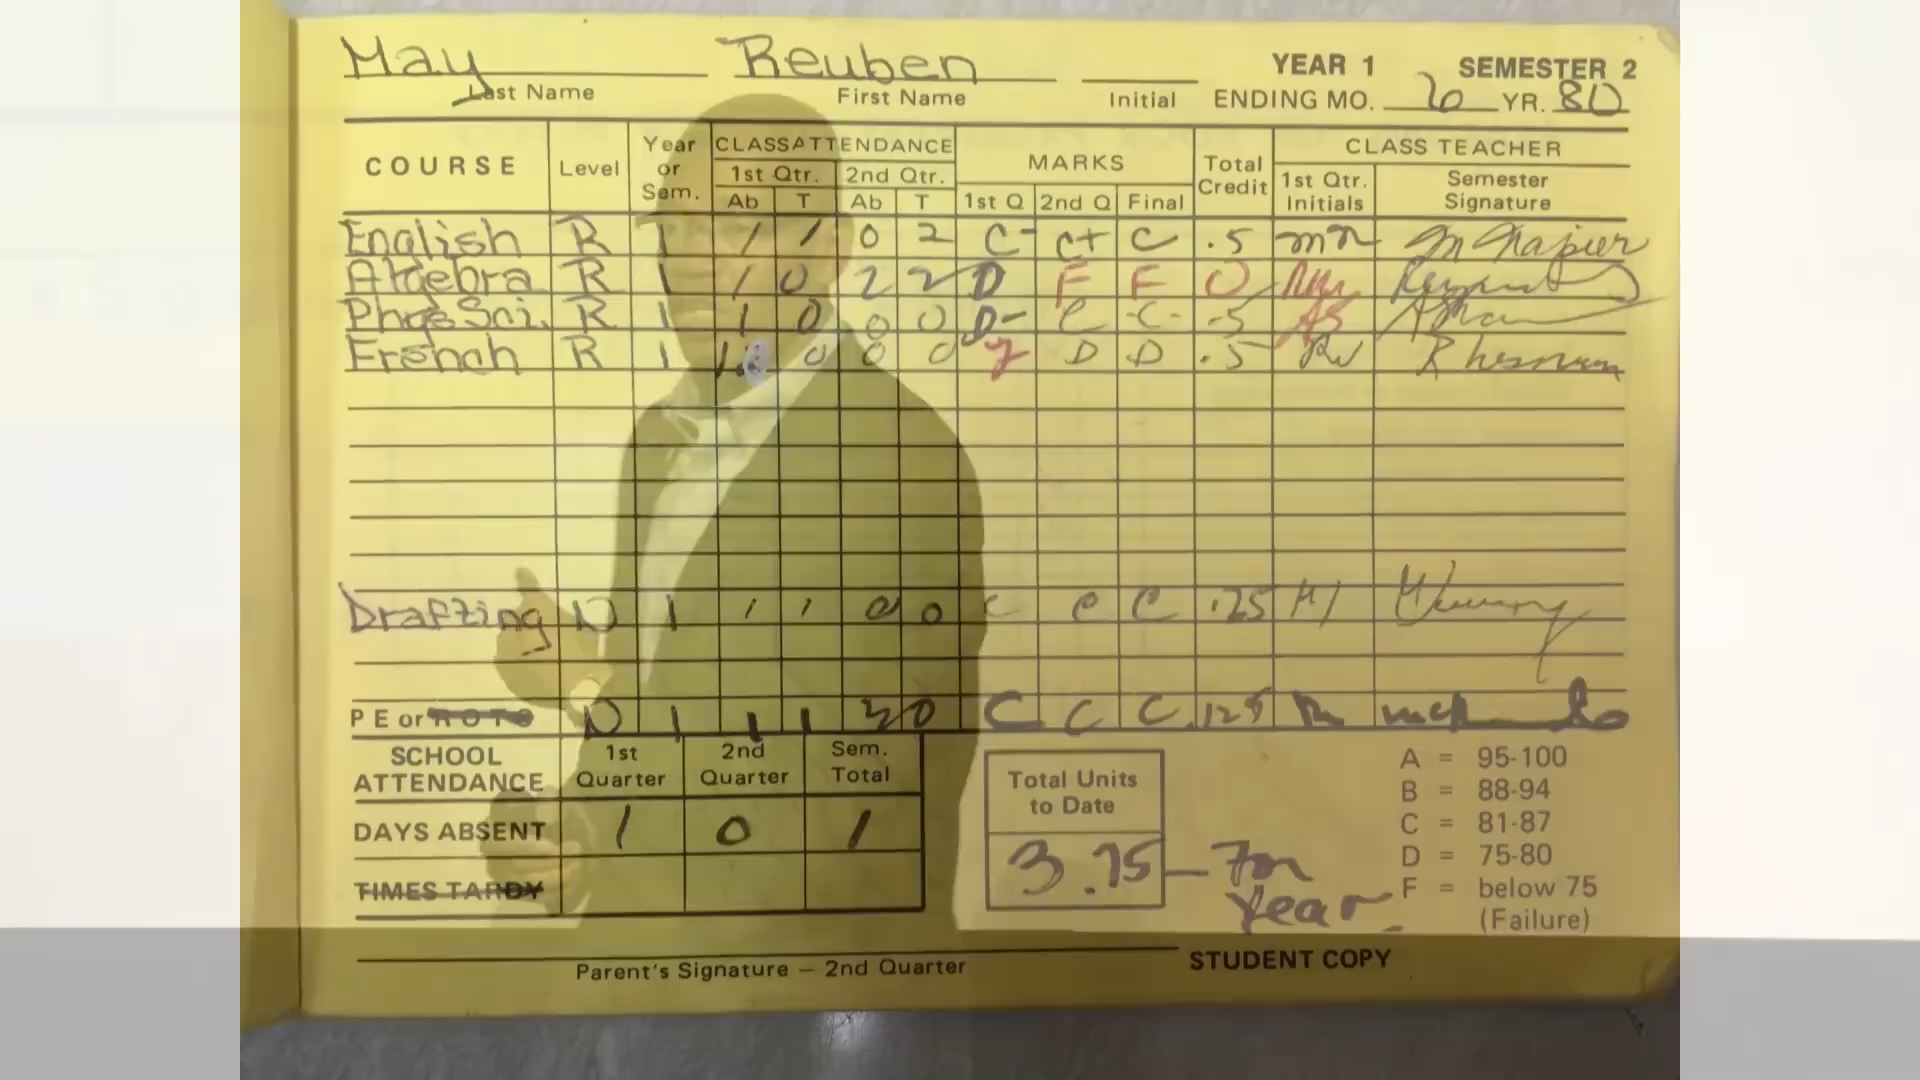 May Reuben YEAR 1 SEMESTER 2
Last Name First Name Initial ENDING MO. 6 YR. 80
COURSE Level Year or Sem. CLASS ATTENDANCE MARKS Total Credit CLASS TEACHER
1st Qtr. 2nd Qtr. 1st Qtr. Initials Semester Signature
Ab T Ab T 1st Q 2nd Q Final
English R 1 1 1 0 2 C- C+ C .5 mn M Napier
Algebra R 1 1 0 2 2 D F F 0
Phys Sci. R 1 1 0 0 0 D- C C- .5
French R 1 1 0 0 0 D D .5
Drafting N 1 1 1 0 0 C C C .25
P E or ROTC N 1 1 1 0 C C C .125
SCHOOL ATTENDANCE 1st Quarter 2nd Quarter Sem. Total
DAYS ABSENT 1 0 1
TIMES TARDY
Total Units to Date
3.75 - For Year
A = 95-100
B = 88-94
C = 81-87
D = 75-80
F = below 75
(Failure)
Parent's Signature – 2nd Quarter STUDENT COPY